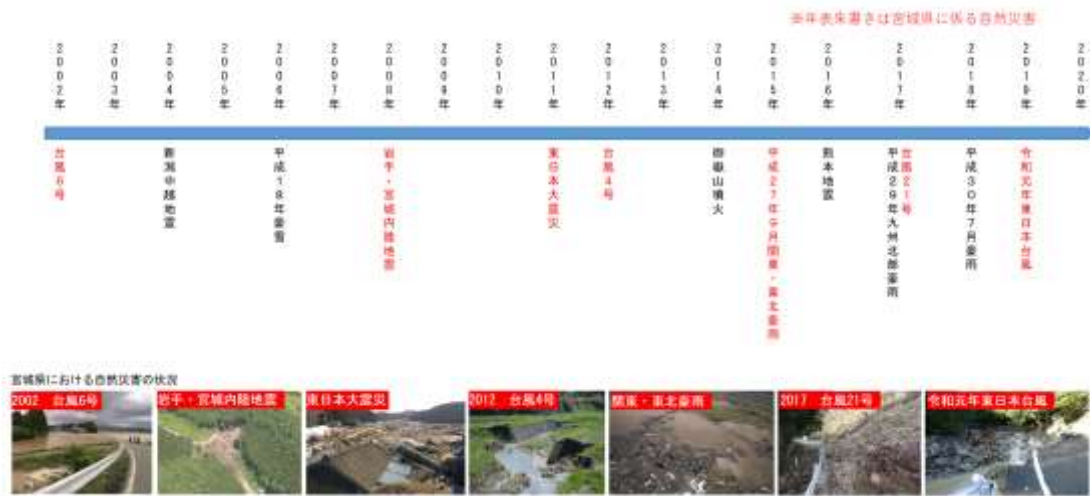 ※年表朱書きは宮城県に係る自然災害
2002年
2003年
2004年
2005年
2006年
2007年
2008年
2009年
2010年
2011年
2012年
2013年
2014年
2015年
2016年
2017年
2018年
2019年
2020年
台風6号
新潟中越地震
平成18年豪雪
岩手・宮城内陸地震
東日本大震災
台風4号
御嶽山噴火
平成27年9月関東・東北豪雨
熊本地震
台風21号
平成29年九州北部豪雨
平成30年7月豪雨
令和元年東日本台風
宮城県における自然災害の状況
2002 台風6号
岩手・宮城内陸地震
東日本大震災
2012 台風4号
関東・東北豪雨
2017 台風21号
令和元年東日本台風